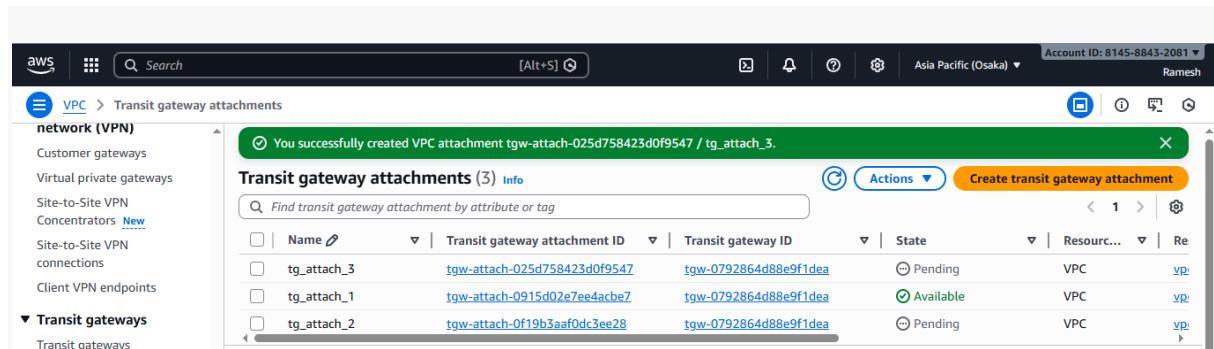 aws Search [Alt+S] Asia Pacific (Osaka) ▼ Account ID: 8145-8843-2081 ▼
Ramesh
VPC > Transit gateway attachments
network (VPN)
Customer gateways
Virtual private gateways
Site-to-Site VPN
Concentrators New
Site-to-Site VPN
connections
Client VPN endpoints
▼ Transit gateways
Transit gateways
You successfully created VPC attachment tgw-attach-025d758423d0f9547 / tg_attach_3.
Transit gateway attachments (3) Info Actions ▼ Create transit gateway attachment
Find transit gateway attachment by attribute or tag < 1 >
Name Transit gateway attachment ID Transit gateway ID State Resourc... Re
tg_attach_3 tgw-attach-025d758423d0f9547 tgw-0792864d88e9f1dea Pending VPC vp
tg_attach_1 tgw-attach-0915d02e7ee4acbe7 tgw-0792864d88e9f1dea Available VPC vp
tg_attach_2 tgw-attach-0f19b3aaf0dc3ee28 tgw-0792864d88e9f1dea Pending VPC vp